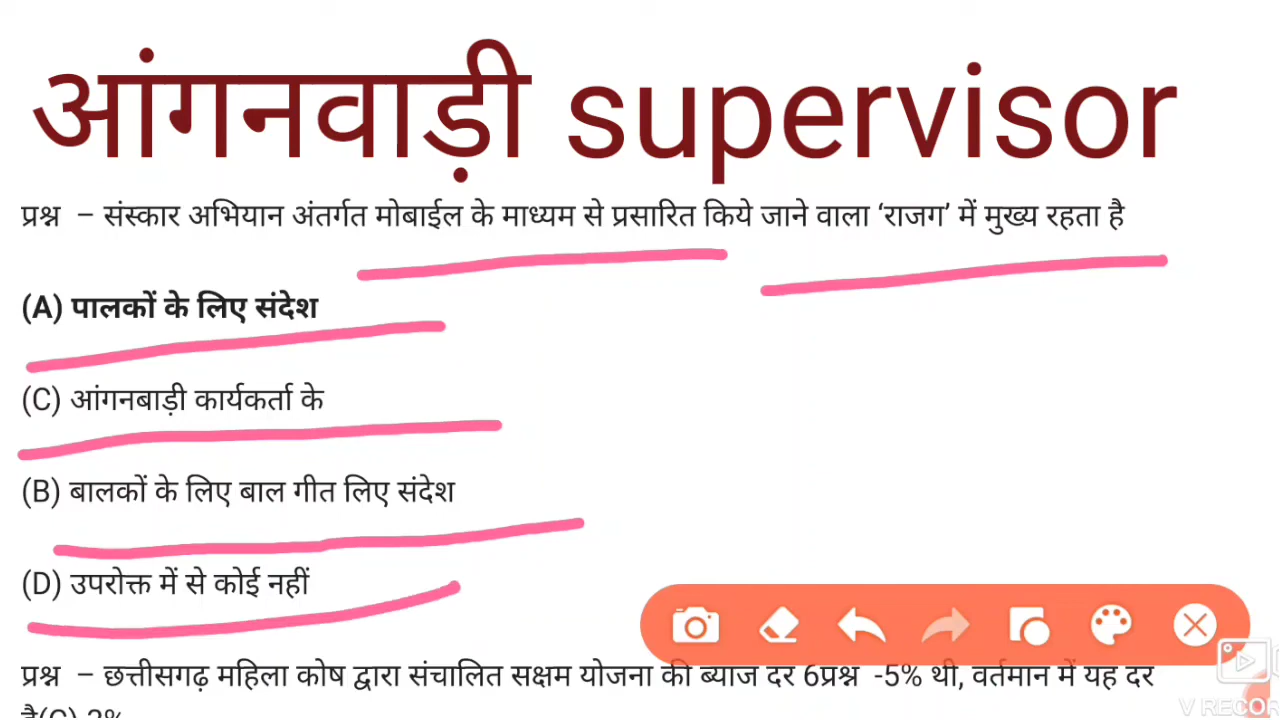 आंगनवाड़ी supervisor
प्रश्न – संस्कार अभियान अंतर्गत मोबाईल के माध्यम से प्रसारित किये जाने वाला ‘राजग’ में मुख्य रहता है
(A) पालकों के लिए संदेश
(C) आंगनबाड़ी कार्यकर्ता के
(B) बालकों के लिए बाल गीत लिए संदेश
(D) उपरोक्त में से कोई नहीं
प्रश्न – छत्तीसगढ़ महिला कोष द्वारा संचालित सक्षम योजना की ब्याज दर 6प्रश्न -5% थी, वर्तमान में यह दर
V RECOR